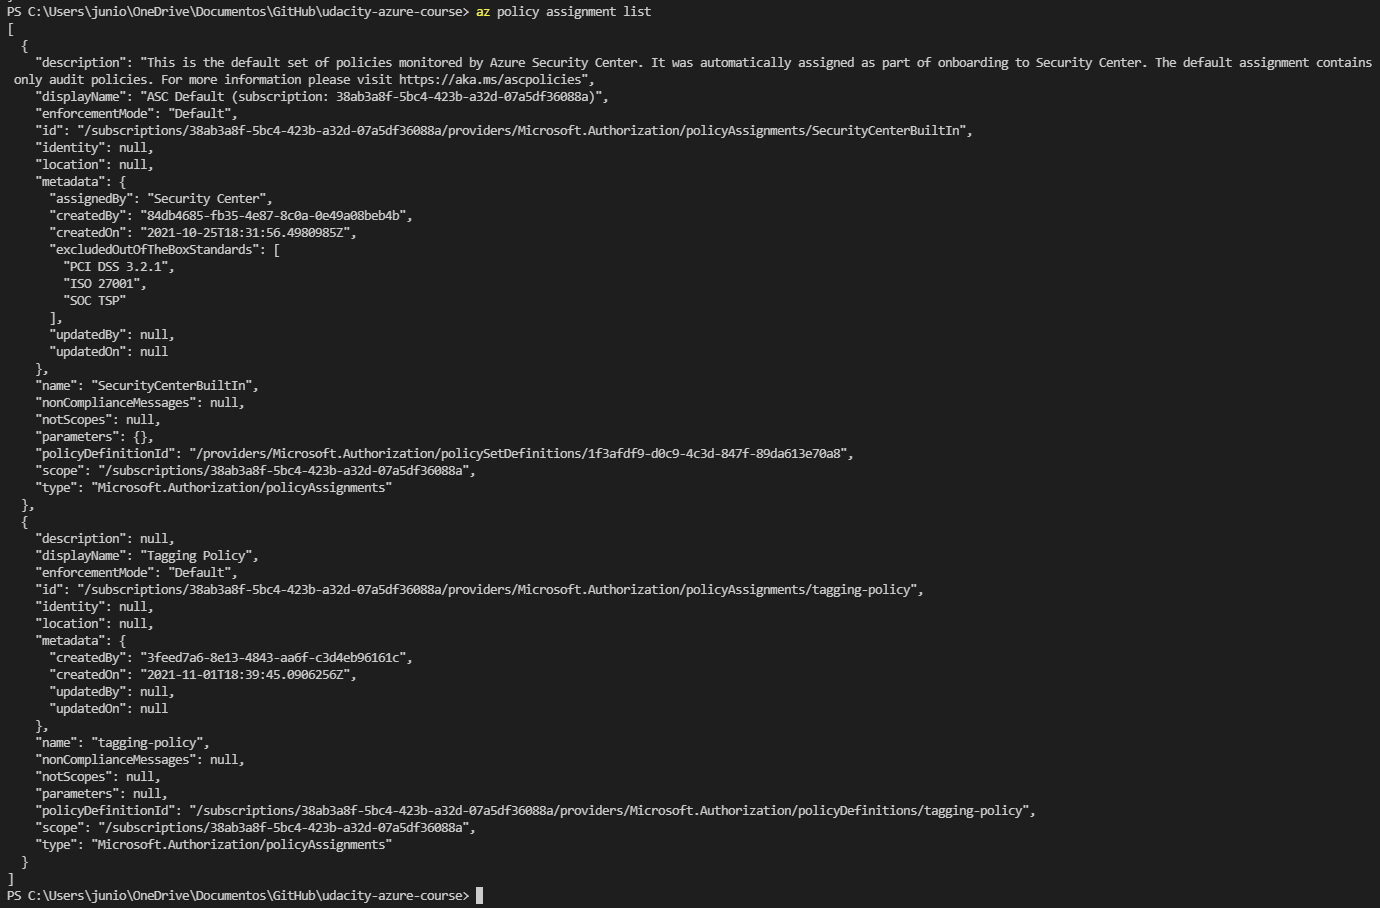 PS C:\Users\junio\OneDrive\Documentos\GitHub\udacity-azure-course> az policy assignment list
[
  {
    "description": "This is the default set of policies monitored by Azure Security Center. It was automatically assigned as part of onboarding to Security Center. The default assignment contains
 only audit policies. For more information please visit https://aka.ms/ascpolicies",
    "displayName": "ASC Default (subscription: 38ab3a8f-5bc4-423b-a32d-07a5df36088a)",
    "enforcementMode": "Default",
    "id": "/subscriptions/38ab3a8f-5bc4-423b-a32d-07a5df36088a/providers/Microsoft.Authorization/policyAssignments/SecurityCenterBuiltIn",
    "identity": null,
    "location": null,
    "metadata": {
      "assignedBy": "Security Center",
      "createdBy": "84db4685-fb35-4e87-8c0a-0e49a08beb4b",
      "createdOn": "2021-10-25T18:31:56.4980985Z",
      "excludedOutOfTheBoxStandards": [
        "PCI DSS 3.2.1",
        "ISO 27001",
        "SOC TSP"
      ],
      "updatedBy": null,
      "updatedOn": null
    },
    "name": "SecurityCenterBuiltIn",
    "nonComplianceMessages": null,
    "notScopes": null,
    "parameters": {},
    "policyDefinitionId": "/providers/Microsoft.Authorization/policySetDefinitions/1f3afdf9-d0c9-4c3d-847f-89da613e70a8",
    "scope": "/subscriptions/38ab3a8f-5bc4-423b-a32d-07a5df36088a",
    "type": "Microsoft.Authorization/policyAssignments"
  },
  {
    "description": null,
    "displayName": "Tagging Policy",
    "enforcementMode": "Default",
    "id": "/subscriptions/38ab3a8f-5bc4-423b-a32d-07a5df36088a/providers/Microsoft.Authorization/policyAssignments/tagging-policy",
    "identity": null,
    "location": null,
    "metadata": {
      "createdBy": "3feed7a6-8e13-4843-aa6f-c3d4eb96161c",
      "createdOn": "2021-11-01T18:39:45.0906256Z",
      "updatedBy": null,
      "updatedOn": null
    },
    "name": "tagging-policy",
    "nonComplianceMessages": null,
    "notScopes": null,
    "parameters": null,
    "policyDefinitionId": "/subscriptions/38ab3a8f-5bc4-423b-a32d-07a5df36088a/providers/Microsoft.Authorization/policyDefinitions/tagging-policy",
    "scope": "/subscriptions/38ab3a8f-5bc4-423b-a32d-07a5df36088a",
    "type": "Microsoft.Authorization/policyAssignments"
  }
]
PS C:\Users\junio\OneDrive\Documentos\GitHub\udacity-azure-course>